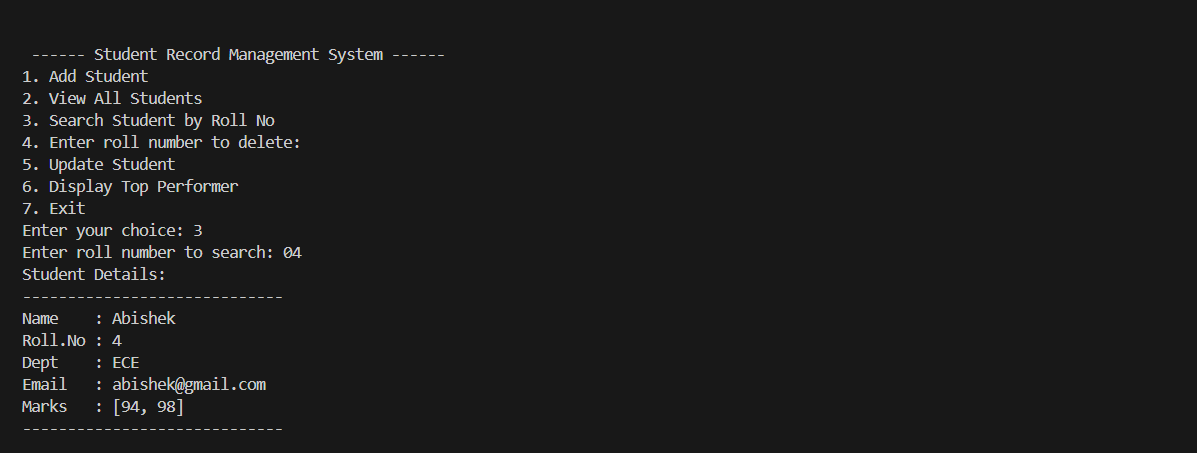 ------ Student Record Management System ------
1. Add Student
2. View All Students
3. Search Student by Roll No
4. Enter roll number to delete:
5. Update Student
6. Display Top Performer
7. Exit
Enter your choice: 3
Enter roll number to search: 04
Student Details:
-----------------------------
Name    : Abishek
Roll.No : 4
Dept    : ECE
Email   : abishek@gmail.com
Marks   : [94, 98]
-----------------------------